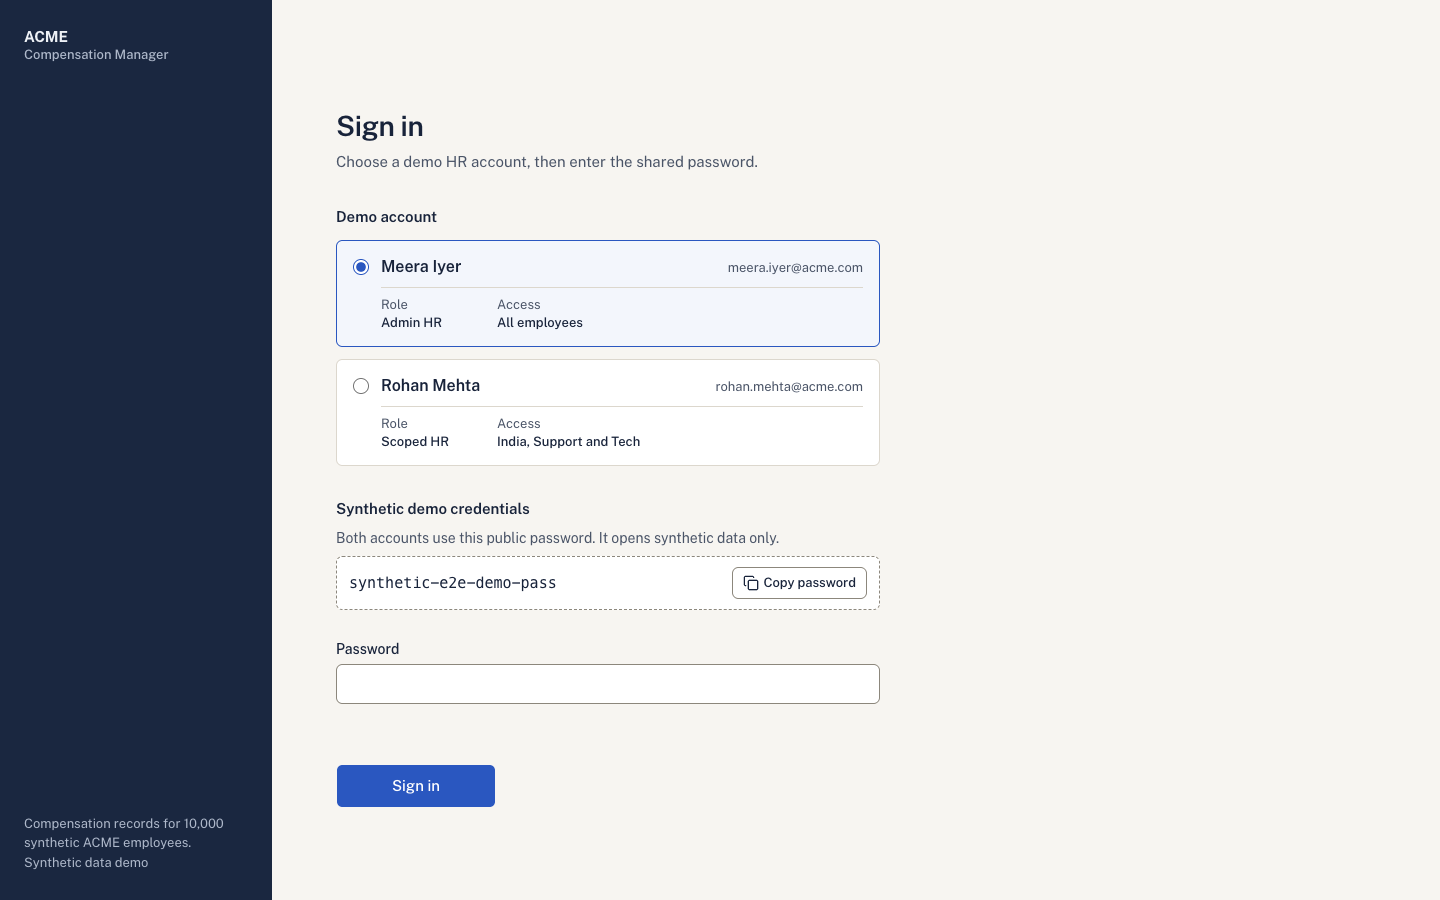 ACME
Compensation Manager
Sign in
Choose a demo HR account, then enter the shared password.
Demo account
Meera Iyer
meera.iyer@acme.com
Role
Access
Admin HR
All employees
Rohan Mehta
rohan.mehta@acme.com
Role
Access
Scoped HR
India, Support and Tech
Synthetic demo credentials
Both accounts use this public password. It opens synthetic data only.
synthetic-e2e-demo-pass
Copy password
Password
Sign in
Compensation records for 10,000
synthetic ACME employees.
Synthetic data demo